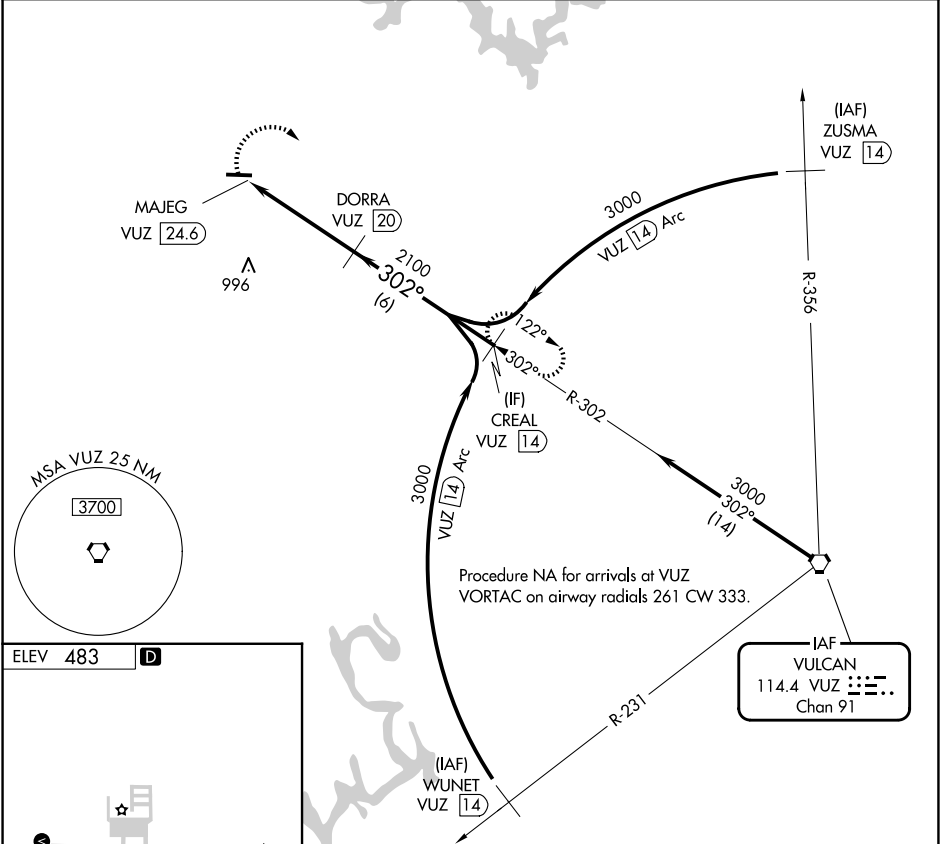 (IAF)
ZUSMA
VUZ 14
MAJEG
VUZ 24.6
DORRA
VUZ 20
3000
VUZ 14 Arc
996
2100
302°
(6)
R-356
122°
302°
(IF)
CREAL
VUZ 14
R-302
MSA VUZ 25 NM
3700
3000
VUZ 14 Arc
3000
302°
(14)
Procedure NA for arrivals at VUZ
VORTAC on airway radials 261 CW 333.
IAF
VULCAN
114.4 VUZ
Chan 91
ELEV 483 D
R-231
(IAF)
WUNET
VUZ 14